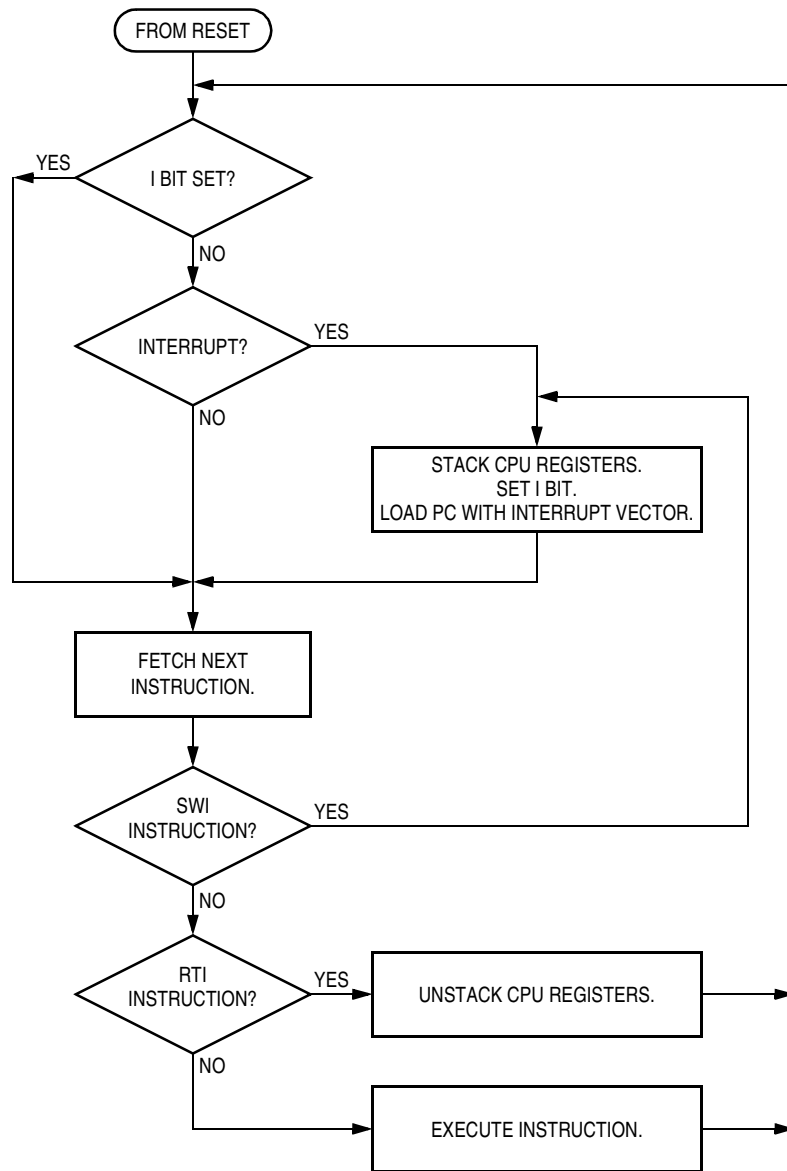 FROM RESET
YES
I BIT SET?
NO
INTERRUPT?
YES
NO
STACK CPU REGISTERS.
SET I BIT.
LOAD PC WITH INTERRUPT VECTOR.
FETCH NEXT
INSTRUCTION.
SWI
INSTRUCTION?
YES
NO
RTI
INSTRUCTION?
YES
UNSTACK CPU REGISTERS.
NO
EXECUTE INSTRUCTION.